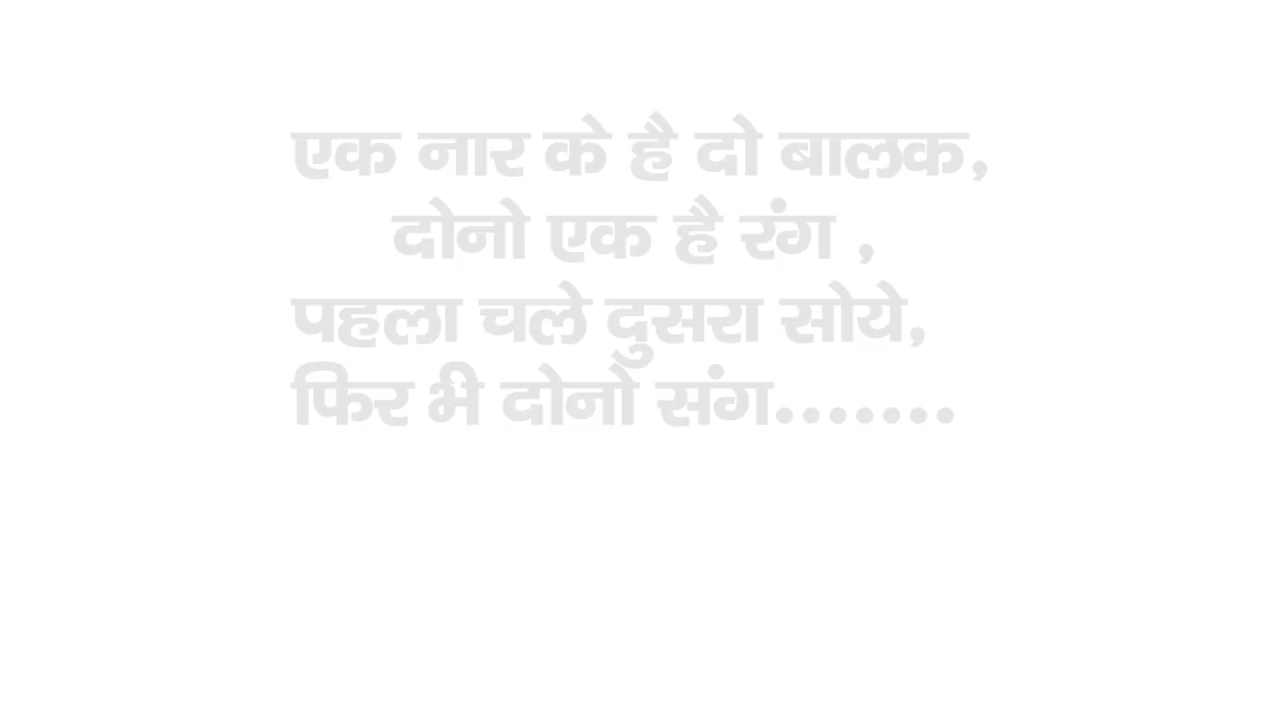 एक नार के है दो बालक,
दोनो एक है रंग ,
पहला चले दुसरा सोये,
फिर भी दोनो संग.......